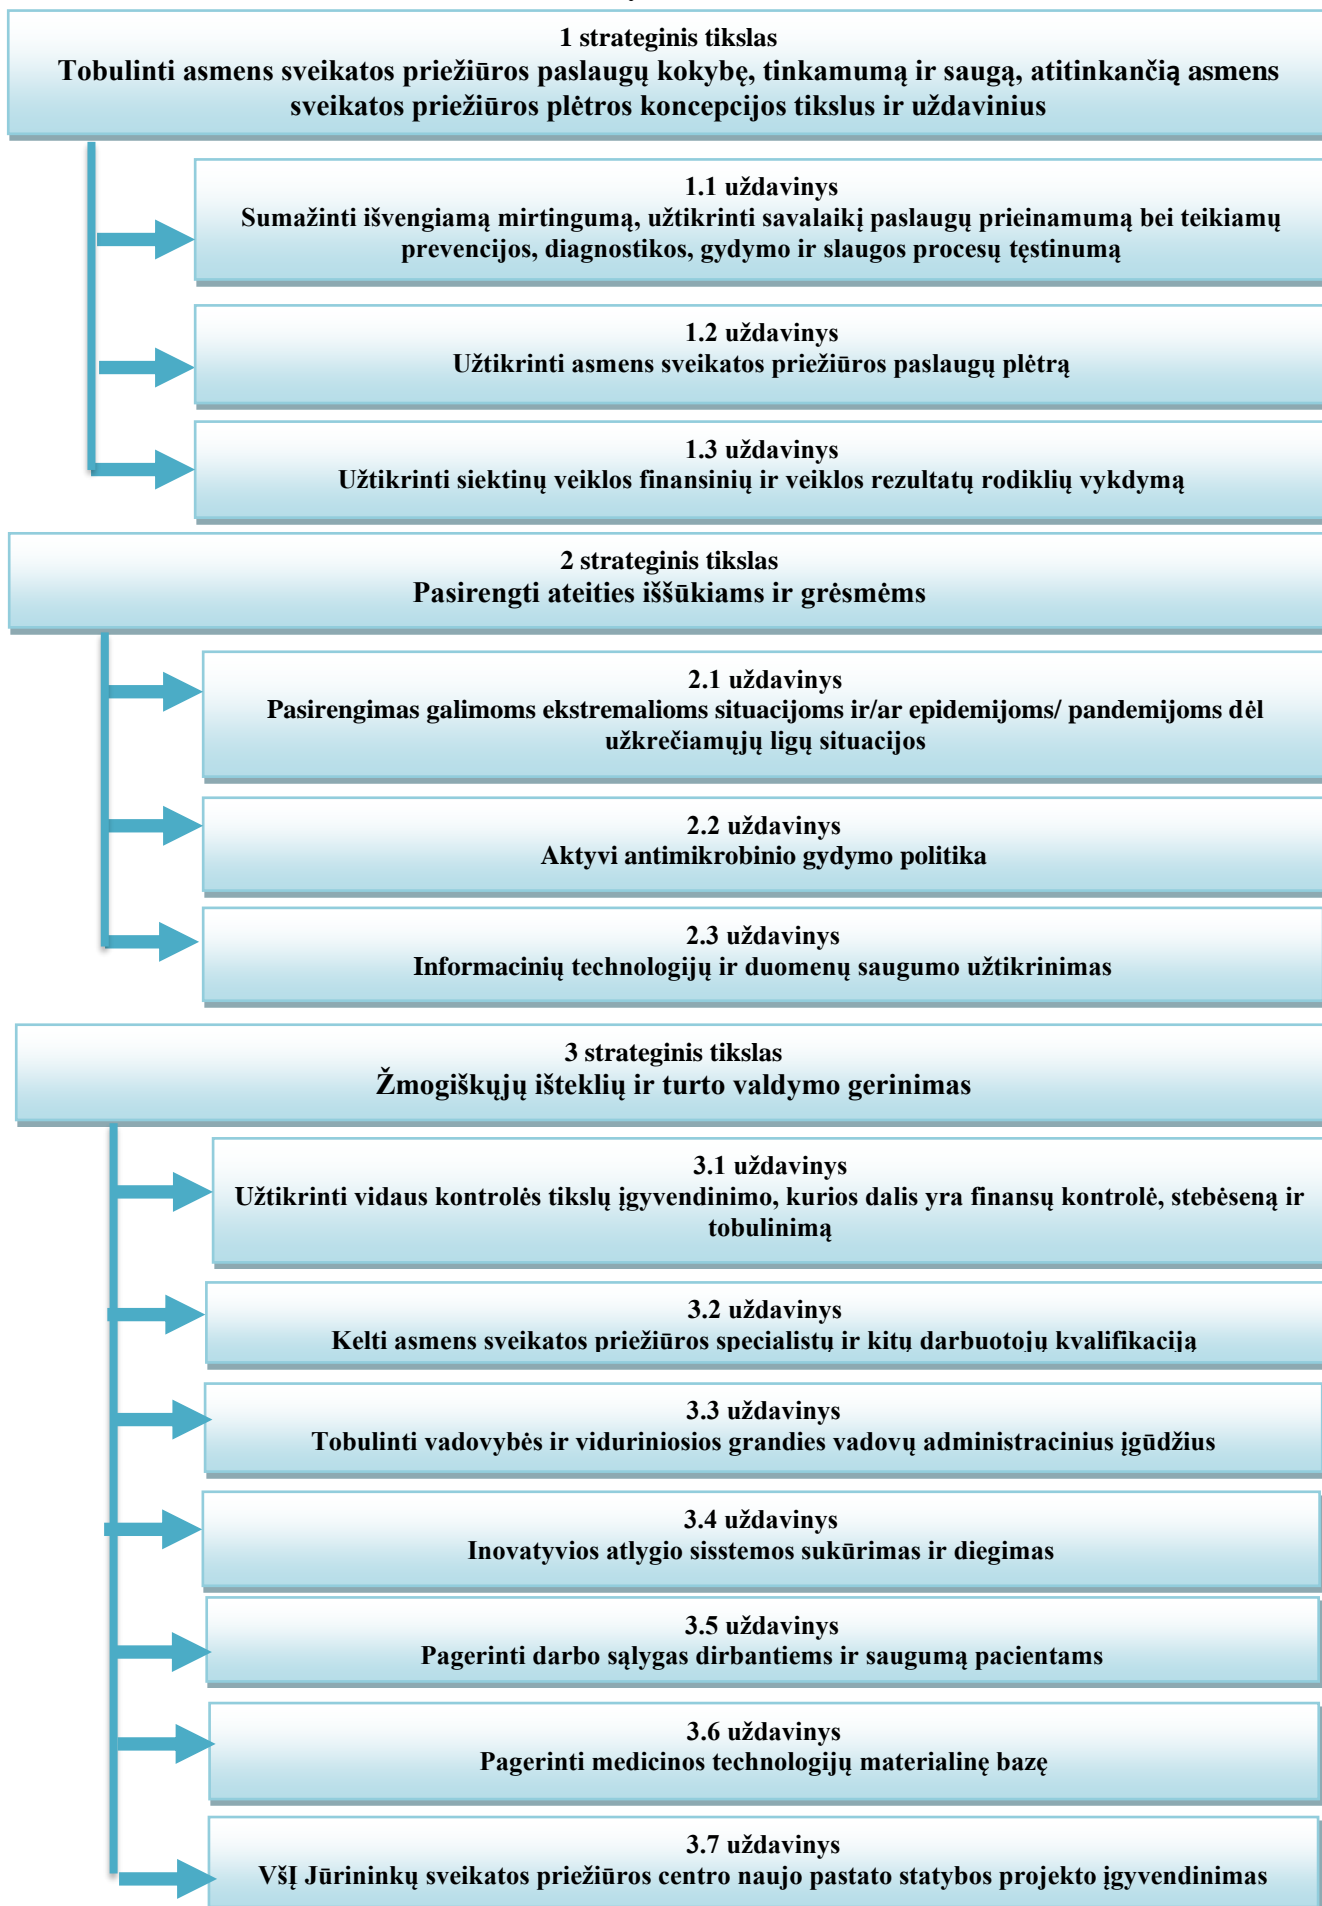 1 strateginis tikslas
Tobulinti asmens sveikatos priežiūros paslaugų kokybę, tinkamumą ir saugą, atitinkančią asmens
sveikatos priežiūros plėtros koncepcijos tikslus ir uždavinius
1.1 uždavinys
Sumažinti išvengiamą mirtingumą, užtikrinti savalaikį paslaugų prieinamumą bei teikiamų
prevencijos, diagnostikos, gydymo ir slaugos procesų tęstinumą
1.2 uždavinys
Užtikrinti asmens sveikatos priežiūros paslaugų plėtrą
1.3 uždavinys
Užtikrinti siektinų veiklos finansinių ir veiklos rezultatų rodiklių vykdymą
2 strateginis tikslas
Pasirengti ateities iššūkiams ir grėsmėms
2.1 uždavinys
Pasirengimas galimoms ekstremalioms situacijoms ir/ar epidemijoms/ pandemijoms dėl
užkrečiamųjų ligų situacijos
2.2 uždavinys
Aktyvi antimikrobinio gydymo politika
2.3 uždavinys
Informacinių technologijų ir duomenų saugumo užtikrinimas
3 strateginis tikslas
Žmogiškųjų išteklių ir turto valdymo gerinimas
3.1 uždavinys
Užtikrinti vidaus kontrolės tikslų įgyvendinimo, kurios dalis yra finansų kontrolė, stebėseną ir
tobulinimą
3.2 uždavinys
Kelti asmens sveikatos priežiūros specialistų ir kitų darbuotojų kvalifikaciją
3.3 uždavinys
Tobulinti vadovybės ir viduriniosios grandies vadovų administracinius įgūdžius
3.4 uždavinys
Inovatyvios atlygio sisstemos sukūrimas ir diegimas
3.5 uždavinys
Pagerinti darbo sąlygas dirbantiems ir saugumą pacientams
3.6 uždavinys
Pagerinti medicinos technologijų materialinę bazę
3.7 uždavinys
VšĮ Jūrininkų sveikatos priežiūros centro naujo pastato statybos projekto įgyvendinimas